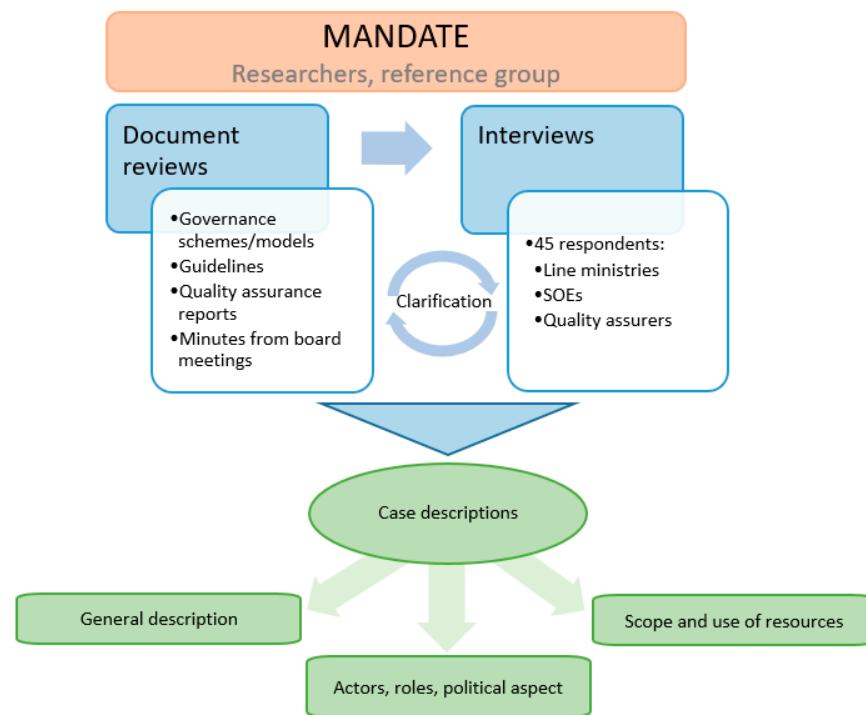 MANDATE
Researchers, reference group
Document
reviews
Interviews
•Governance
schemes/models
•Guidelines
•Quality assurance
reports
•Minutes from board
meetings
Clarification
•45 respondents:
•Line ministries
•SOEs
•Quality assurers
Case descriptions
General description
Scope and use of resources
Actors, roles, political aspect